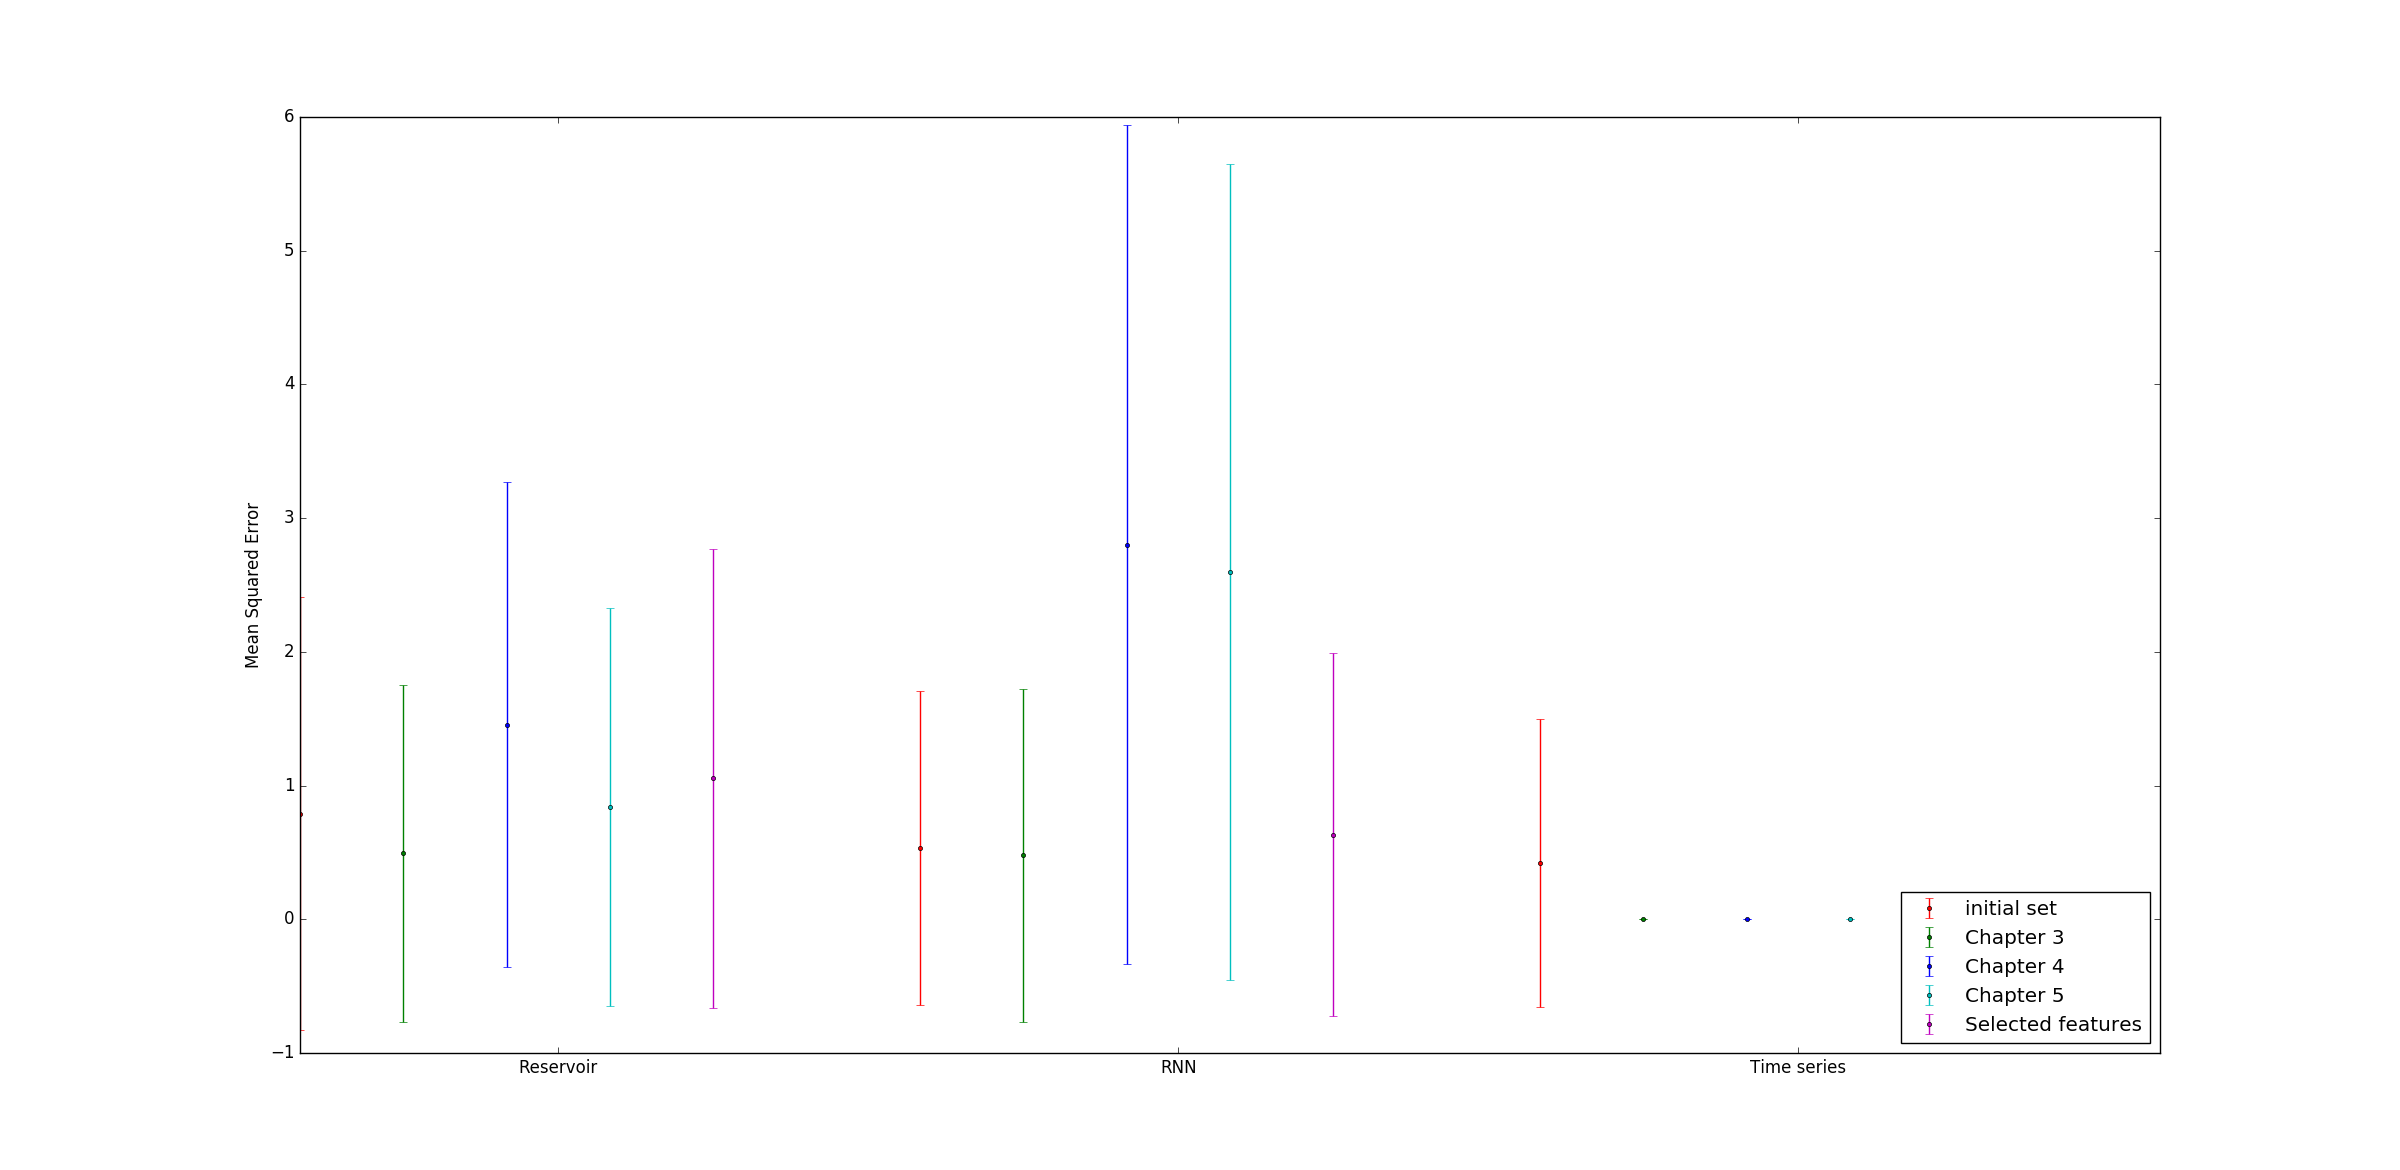 6
5
4
3
2
1
0
−1
Mean Squared Error
Reservoir
RNN
Time series
initial set
Chapter 3
Chapter 4
Chapter 5
Selected features